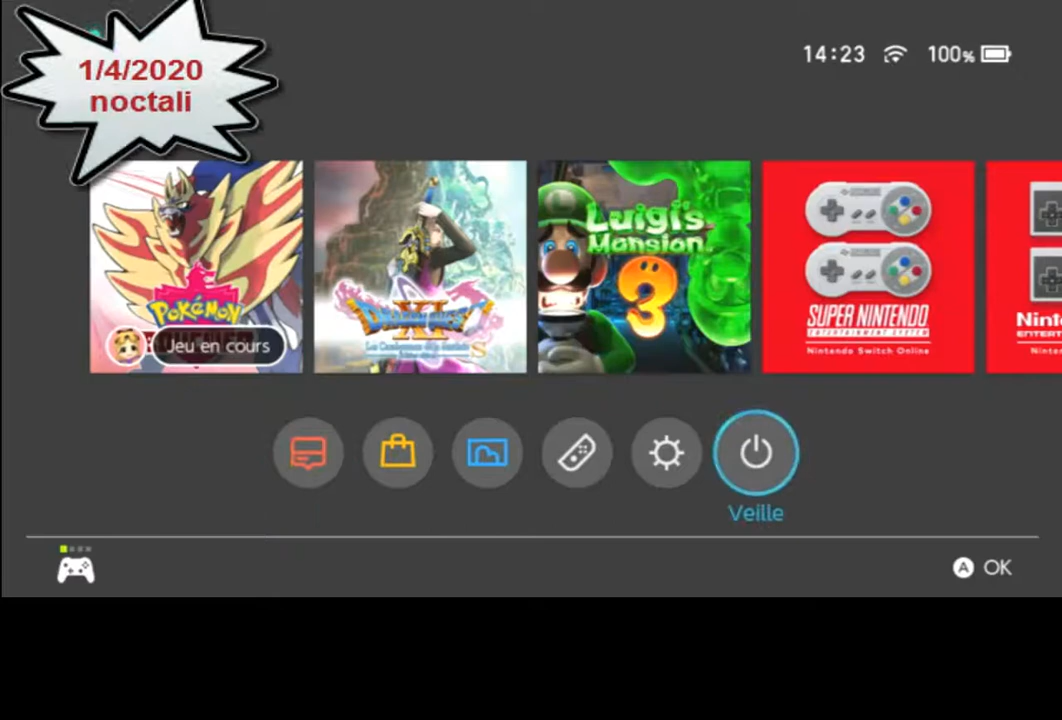 1/4/2020
noctali
14:23 100%
POKÉMON
Jeu en cours
DRAGON QUEST
XI
S
Luigi's
Mansion
3
SUPER NINTENDO
ENTERTAINMENT SYSTEM
Nintendo Switch Online
Veille
A OK